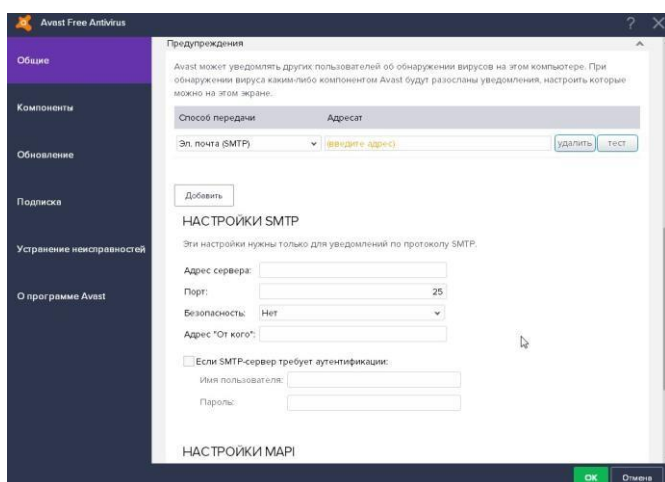 Avast Free Antivirus
?
Общие
Компоненты
Обновление
Подписка
Устранение неисправностей
О программе Avast
Предупреждения
Avast может уведомлять других пользователей об обнаружении вирусов на этом компьютере. При
обнаружении вируса каким-либо компонентом Avast будут разосланы уведомления, настроить которые
можно на этом экране.
Способ передачи Адресат
Эл. почта (SMTP) (введите адрес) удалить тест
Добавить
НАСТРОЙКИ SMTP
Эти настройки нужны только для уведомлений по протоколу SMTP.
Адрес сервера:
Порт: 25
Безопасность: Нет
Адрес "От кого":
Если SMTP-сервер требует аутентификации:
Имя пользователя:
Пароль:
НАСТРОЙКИ MAPI
ОК Отмена